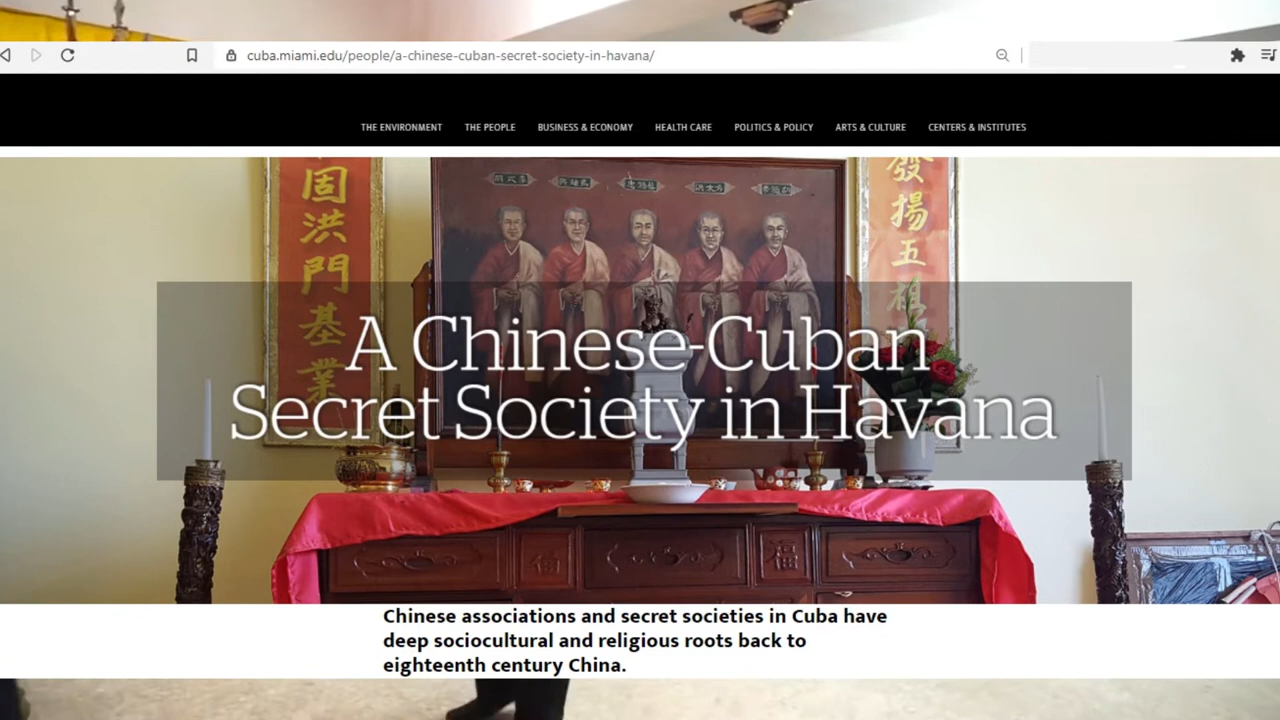 cuba.miami.edu/people/a-chinese-cuban-secret-society-in-havana/
THE ENVIRONMENT THE PEOPLE BUSINESS & ECONOMY HEALTH CARE POLITICS & POLICY ARTS & CULTURE CENTERS & INSTITUTES
固洪門基業
發揚五祖
A Chinese-Cuban
Secret Society in Havana
福
Chinese associations and secret societies in Cuba have
deep sociocultural and religious roots back to
eighteenth century China.